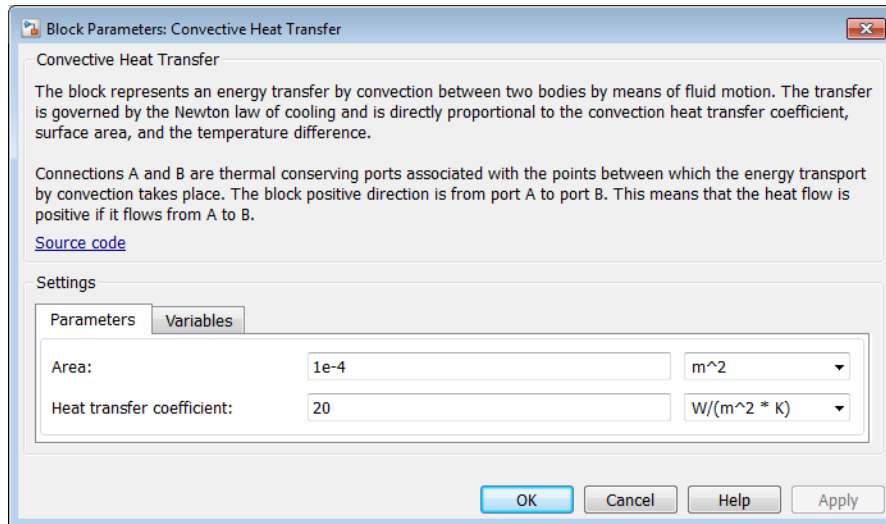 Block Parameters: Convective Heat Transfer
Convective Heat Transfer
The block represents an energy transfer by convection between two bodies by means of fluid motion. The transfer
is governed by the Newton law of cooling and is directly proportional to the convection heat transfer coefficient,
surface area, and the temperature difference.
Connections A and B are thermal conserving ports associated with the points between which the energy transport
by convection takes place. The block positive direction is from port A to port B. This means that the heat flow is
positive if it flows from A to B.
Source code
Settings
Parameters Variables
Area: 1e-4 m^2
Heat transfer coefficient: 20 W/(m^2 * K)
OK Cancel Help Apply